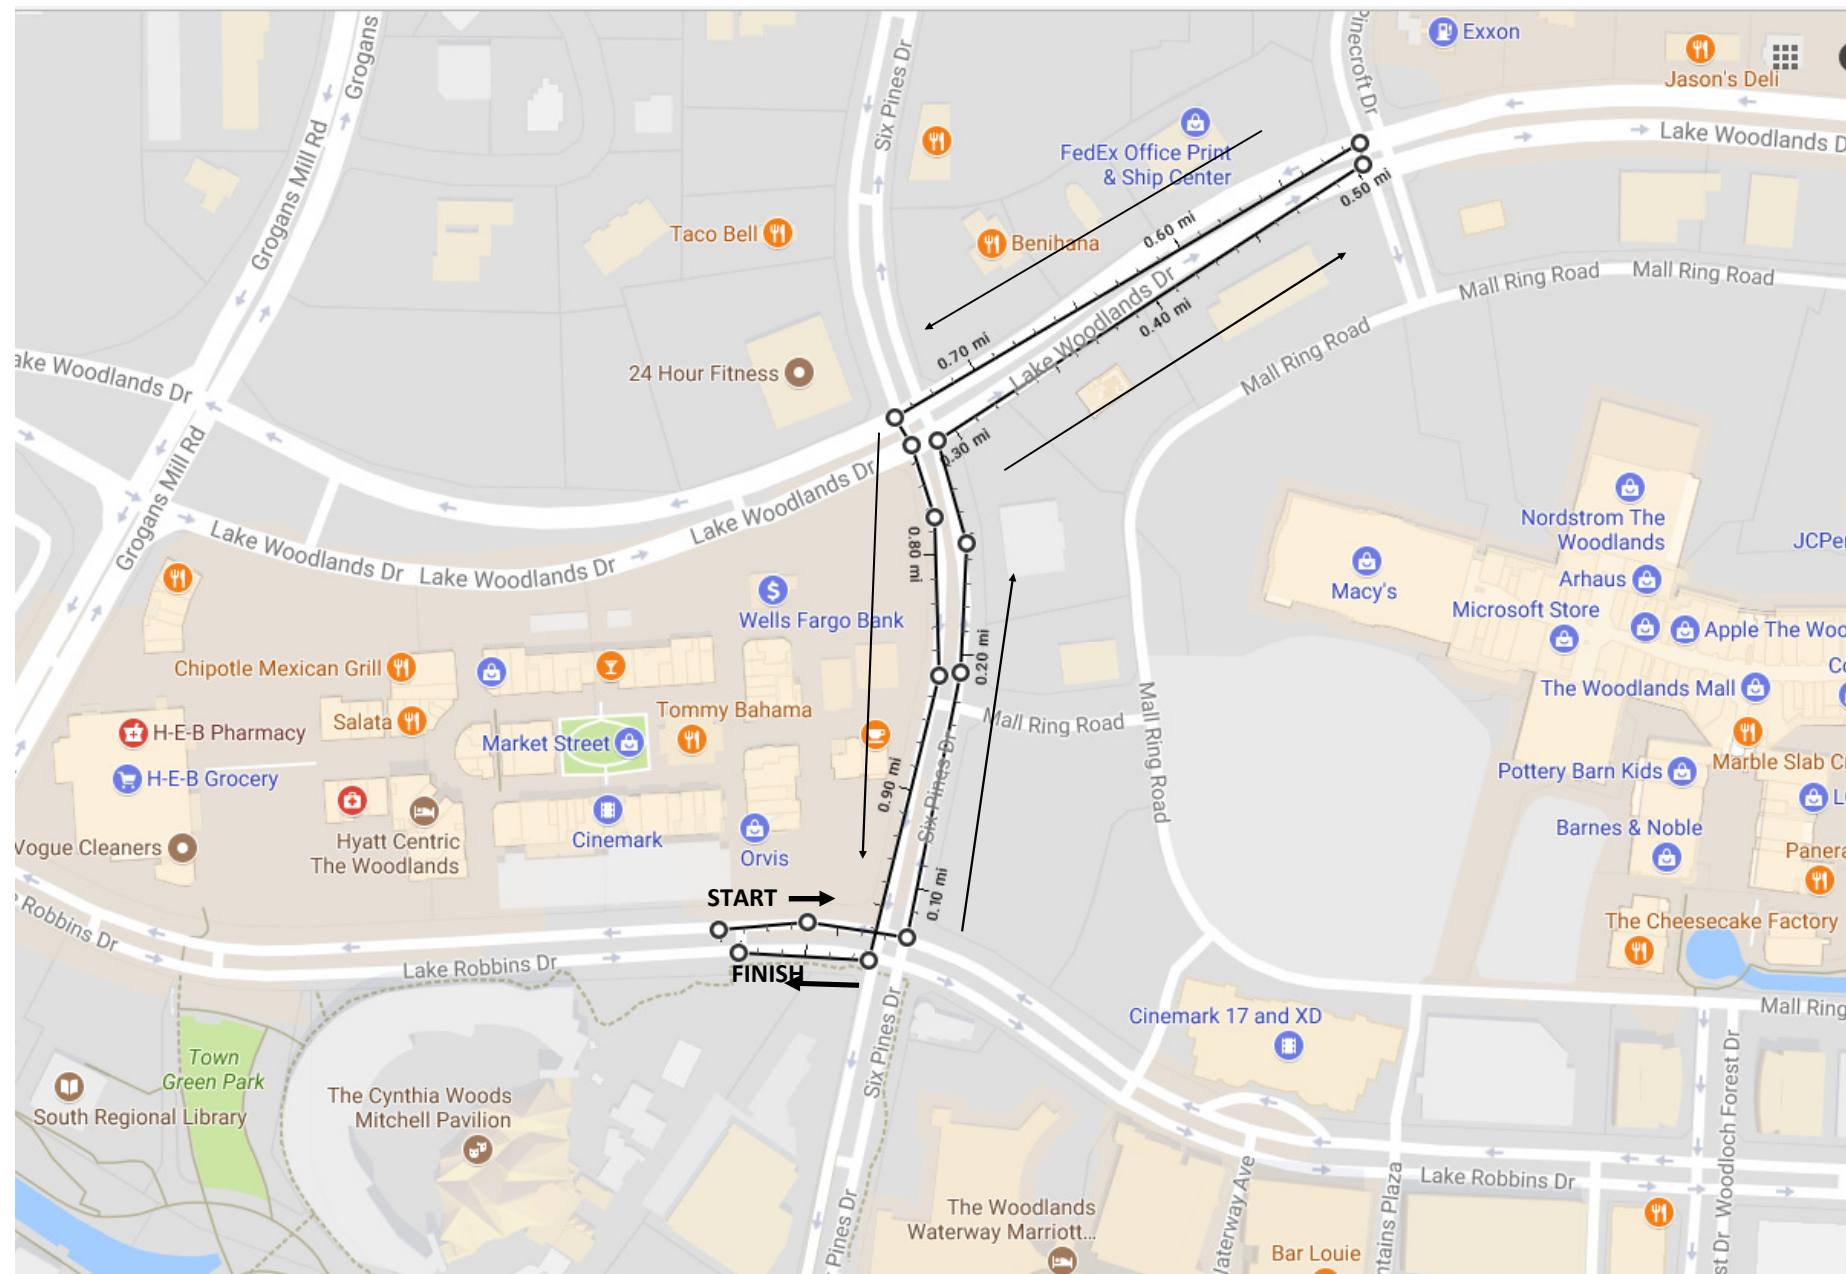 Grogans
Six Pines Dr
Pinecroft Dr
Exxon
Jason's Deli
Grogans Mill Rd
FedEx Office Print
& Ship Center
Lake Woodlands D
0.50 mi
Taco Bell
Benihana
0.60 mi
Mall Ring Road
Mall Ring Road
0.40 mi
Lake Woodlands Dr
ake Woodlands Dr
24 Hour Fitness
0.70 mi
Mall Ring Road
0.30 mi
Grogans Mill Rd
Lake Woodlands Dr
Lake Woodlands Dr
Lake Woodlands Dr
0.80 mi
Nordstrom The
Woodlands
JCPe
Macy's
Arhaus
Microsoft Store
Apple The Woo
Wells Fargo Bank
Chipotle Mexican Grill
0.20 mi
The Woodlands Mall
Salata
Tommy Bahama
Mall Ring Road
Mall Ring Road
H-E-B Pharmacy
Market Street
H-E-B Grocery
Six Pines Dr
0.90 mi
Pottery Barn Kids
Marble Slab C
Hyatt Centric
The Woodlands
Cinemark
Orvis
Vogue Cleaners
Barnes & Noble
Panera
START
0.10 mi
The Cheesecake Factory
Robbins Dr
Lake Robbins Dr
FINISH
Six Pines Dr
Mall Ring
Cinemark 17 and XD
Town
Green Park
South Regional Library
The Cynthia Woods
Mitchell Pavilion
Woodloch Forest Dr
Lake Robbins Dr
The Woodlands
Waterway Marriott...
Pines Dr
Waterway Ave
ntains Plaza
st Dr
Bar Louie